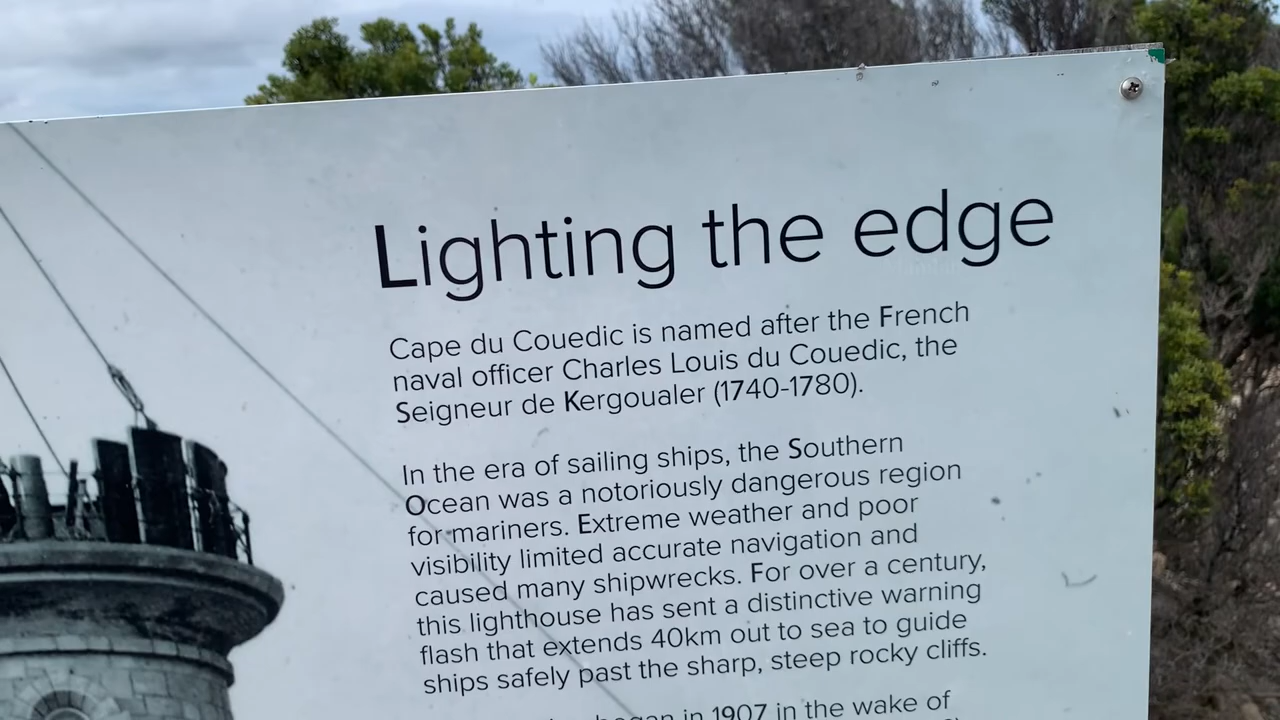 Lighting the edge
Cape du Couedic is named after the French
naval officer Charles Louis du Couedic, the
Seigneur de Kergoualer (1740-1780).
In the era of sailing ships, the Southern
Ocean was a notoriously dangerous region
for mariners. Extreme weather and poor
visibility limited accurate navigation and
caused many shipwrecks. For over a century,
this lighthouse has sent a distinctive warning
flash that extends 40km out to sea to guide
ships safely past the sharp, steep rocky cliffs.
began in 1907 in the wake of